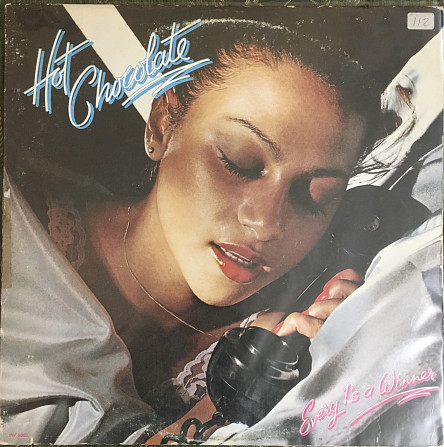 112
Hot
Chocolate
Every 1's a Winner